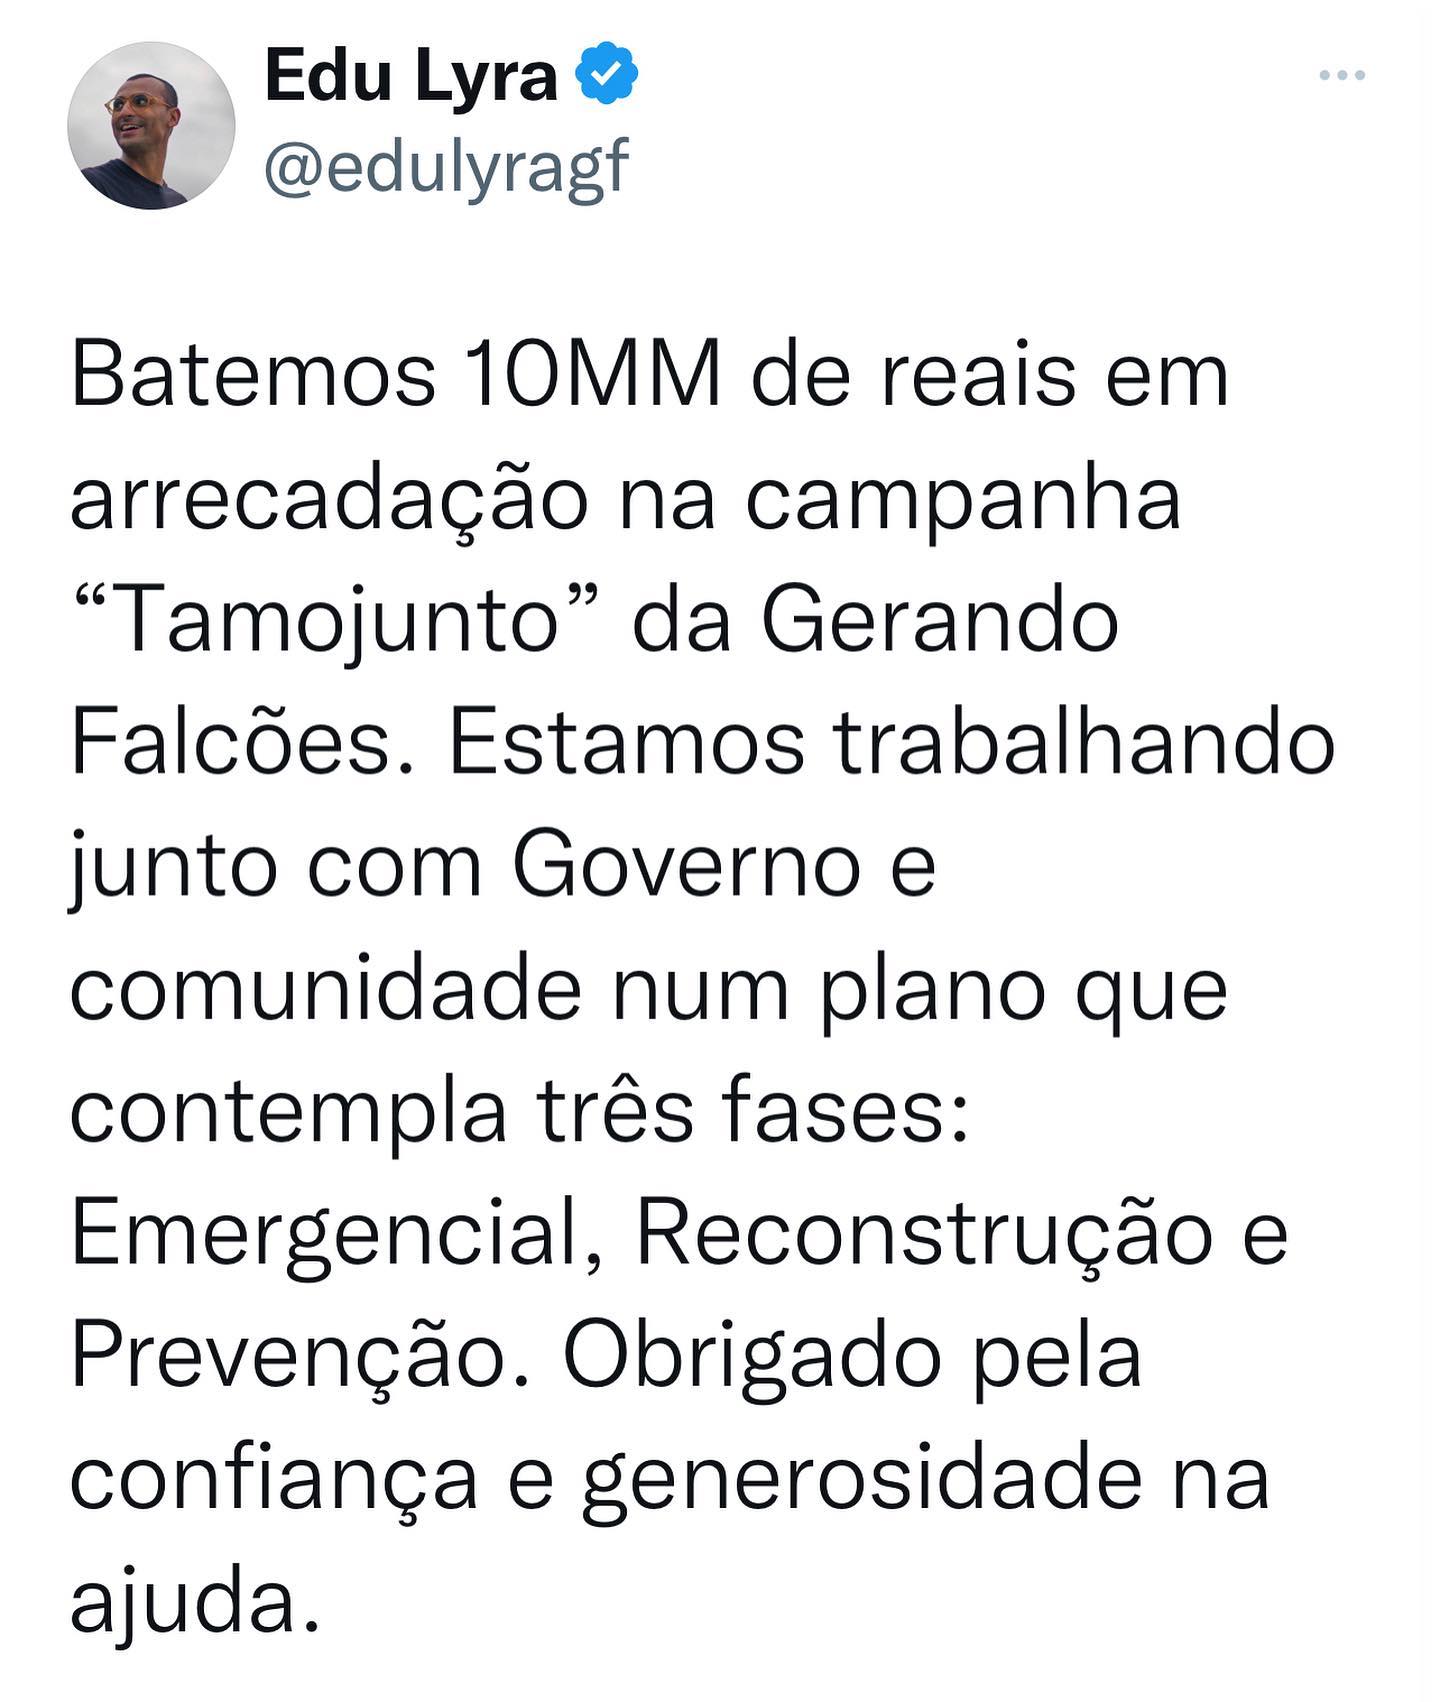 Edu Lyra
@edulyragf
Batemos 10MM de reais em
arrecadação na campanha
“Tamojunto” da Gerando
Falcões. Estamos trabalhando
junto com Governo e
comunidade num plano que
contempla três fases:
Emergencial, Reconstrução e
Prevenção. Obrigado pela
confiança e generosidade na
ajuda.